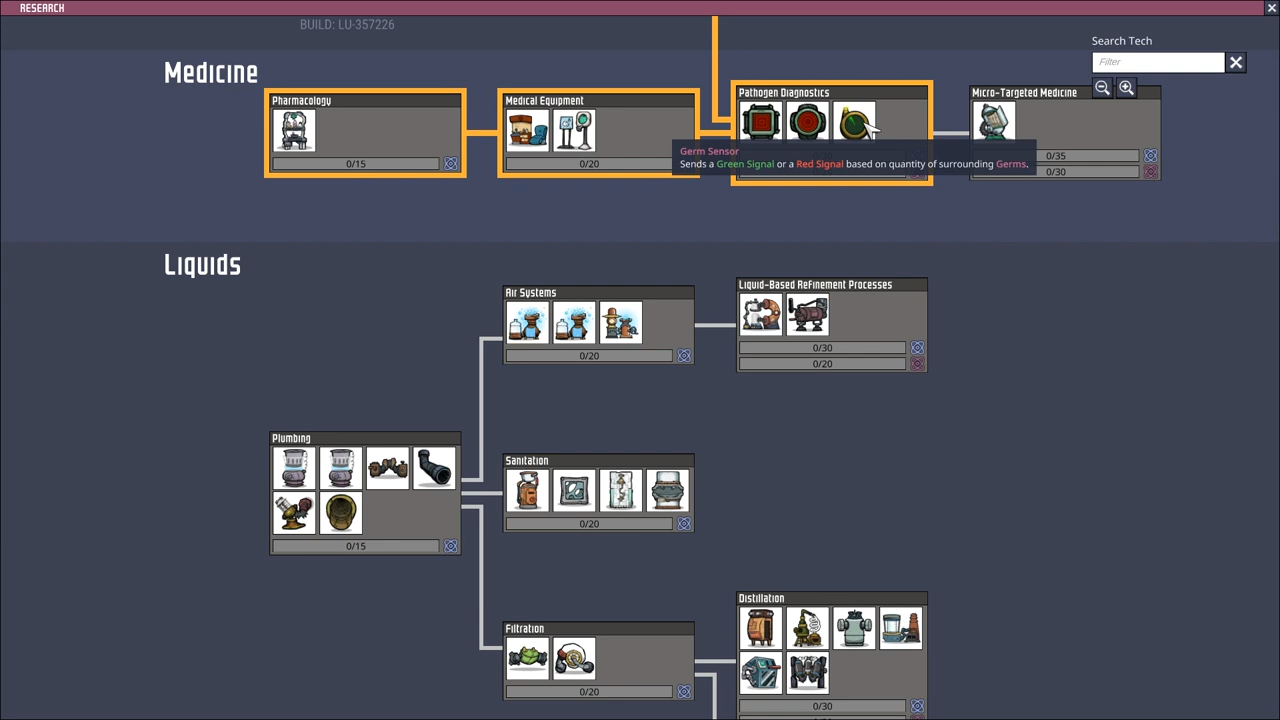 RESEARCH
BUILD: LU-357226
Search Tech
Filter
Medicine
Pharmacology
0/15
Medical Equipment
0/20
Pathogen Diagnostics
Germ Sensor
Sends a Green Signal or a Red Signal based on quantity of surrounding Germs.
Micro-Targeted Medicine
0/35
0/30
Liquids
Air Systems
0/20
Liquid-Based Refinement Processes
0/30
0/20
Plumbing
0/15
Sanitation
0/20
Filtration
0/20
Distillation
0/30